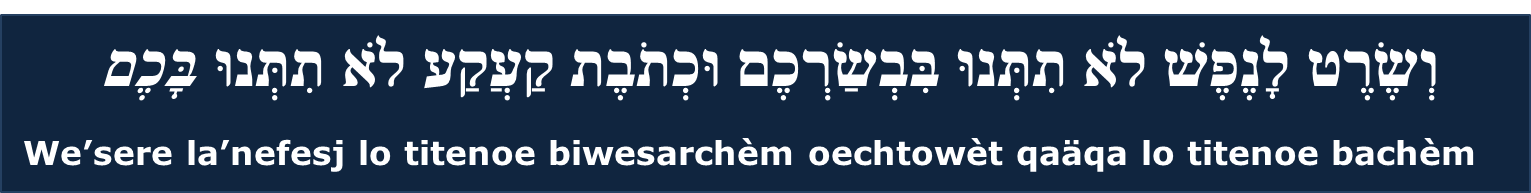 וְשֶׂרֶט לָנֶפֶשׁ לֹא תִתְּנוּ בִּבְשַׂרְכֶם וּכְתֹבֶת קַעֲקַע לֹא תִתְּנוּ בָּכֶם
We’sere la’nefesj lo titenoe biwesarchèm oechtowèt qaäqa lo titenoe bachèm